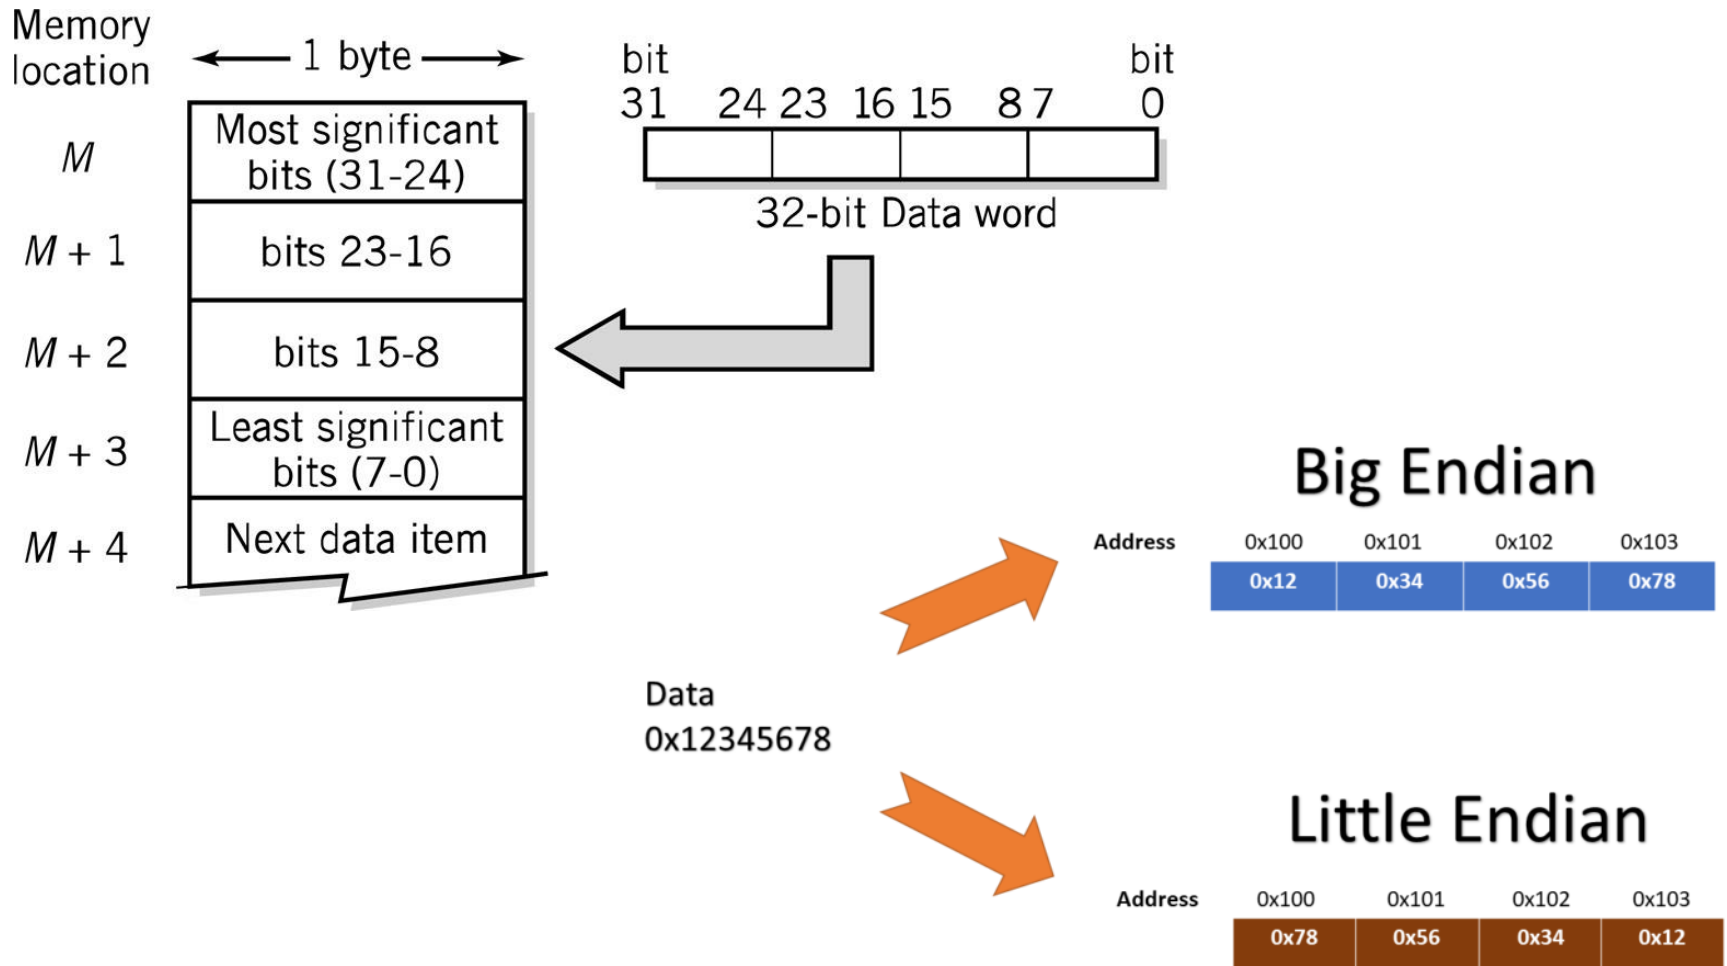 Memory
location
1 byte
M
Most significant
bits (31-24)
M + 1
bits 23-16
M + 2
bits 15-8
M + 3
Least significant
bits (7-0)
M + 4
Next data item
bit bit
31 24 23 16 15 8 7 0
32-bit Data word
Data
0x12345678
Big Endian
Address 0x100 0x101 0x102 0x103
0x12 0x34 0x56 0x78
Little Endian
Address 0x100 0x101 0x102 0x103
0x78 0x56 0x34 0x12